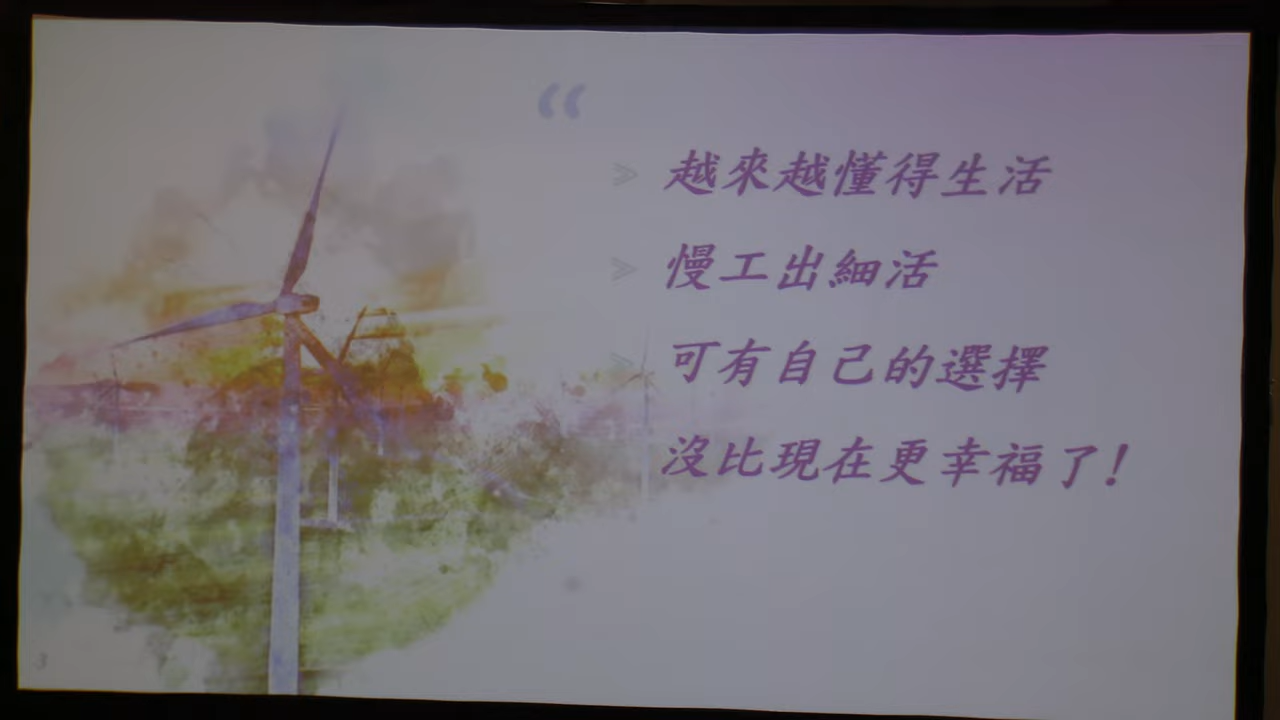 “
越來越懂得生活
慢工出細活
可有自己的選擇
沒比現在更幸福了!
3